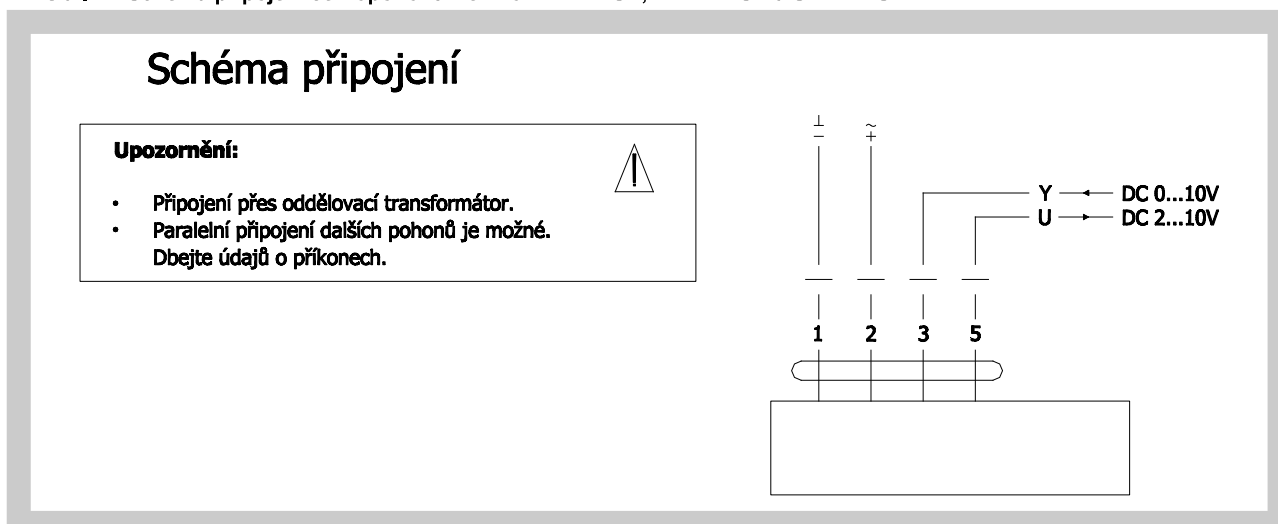 Schéma připojení
Upozornění:
• Připojení přes oddělovací transformátor.
• Paralelní připojení dalších pohonů je možné.
Dbejte údajů o příkonech.
⊥ ~
− +
Y DC 0...10V
U DC 2...10V
1 2 3 5